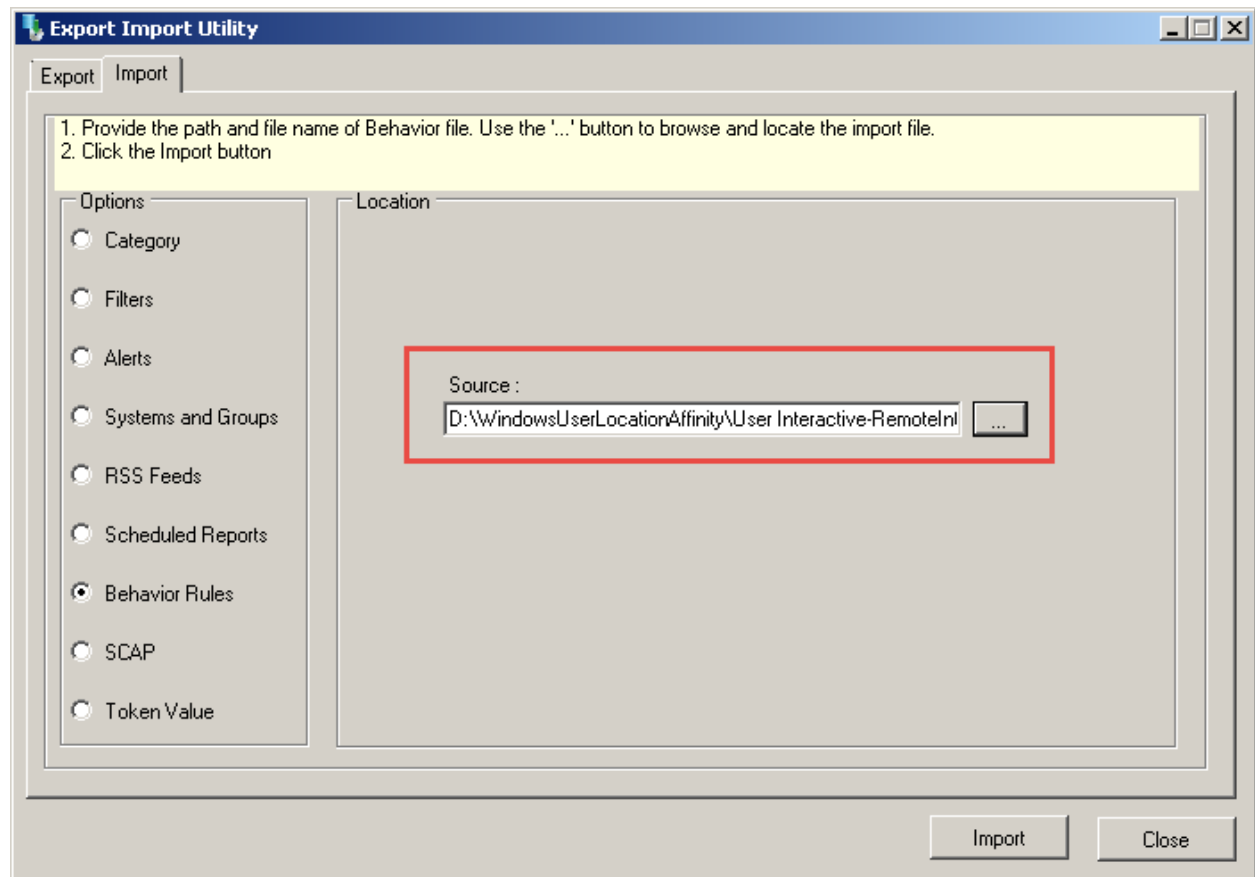 Export Import Utility
Export Import
1. Provide the path and file name of Behavior file. Use the '...' button to browse and locate the import file.
2. Click the Import button
Options
Location
Category
Filters
Alerts
Systems and Groups
RSS Feeds
Scheduled Reports
Behavior Rules
SCAP
Token Value
Source :
D:\WindowsUserLocationAffinity\User Interactive-RemoteInt
...
Import
Close